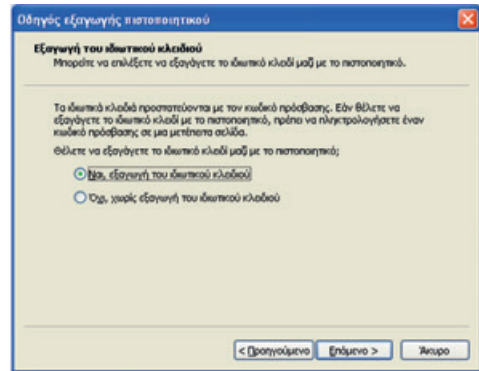 Οδηγός εξαγωγής πιστοποιητικού
Εξαγωγή του ιδιωτικού κλειδιού
Μπορείτε να επιλέξετε να εξαγάγετε το ιδιωτικό κλειδί μαζί με το πιστοποιητικό.
Τα ιδιωτικά κλειδιά προστατεύονται με τον κωδικό πρόσβασης. Εάν θέλετε να
εξαγάγετε το ιδιωτικό κλειδί με το πιστοποιητικό, πρέπει να πληκτρολογήσετε έναν
κωδικό πρόσβασης σε μια μετέπειτα σελίδα.
Θέλετε να εξαγάγετε το ιδιωτικό κλειδί μαζί με το πιστοποιητικό;
Ναι, εξαγωγή του ιδιωτικού κλειδιού
Όχι, χωρίς εξαγωγή του ιδιωτικού κλειδιού
< Προηγούμενο Επόμενο > Άκυρο